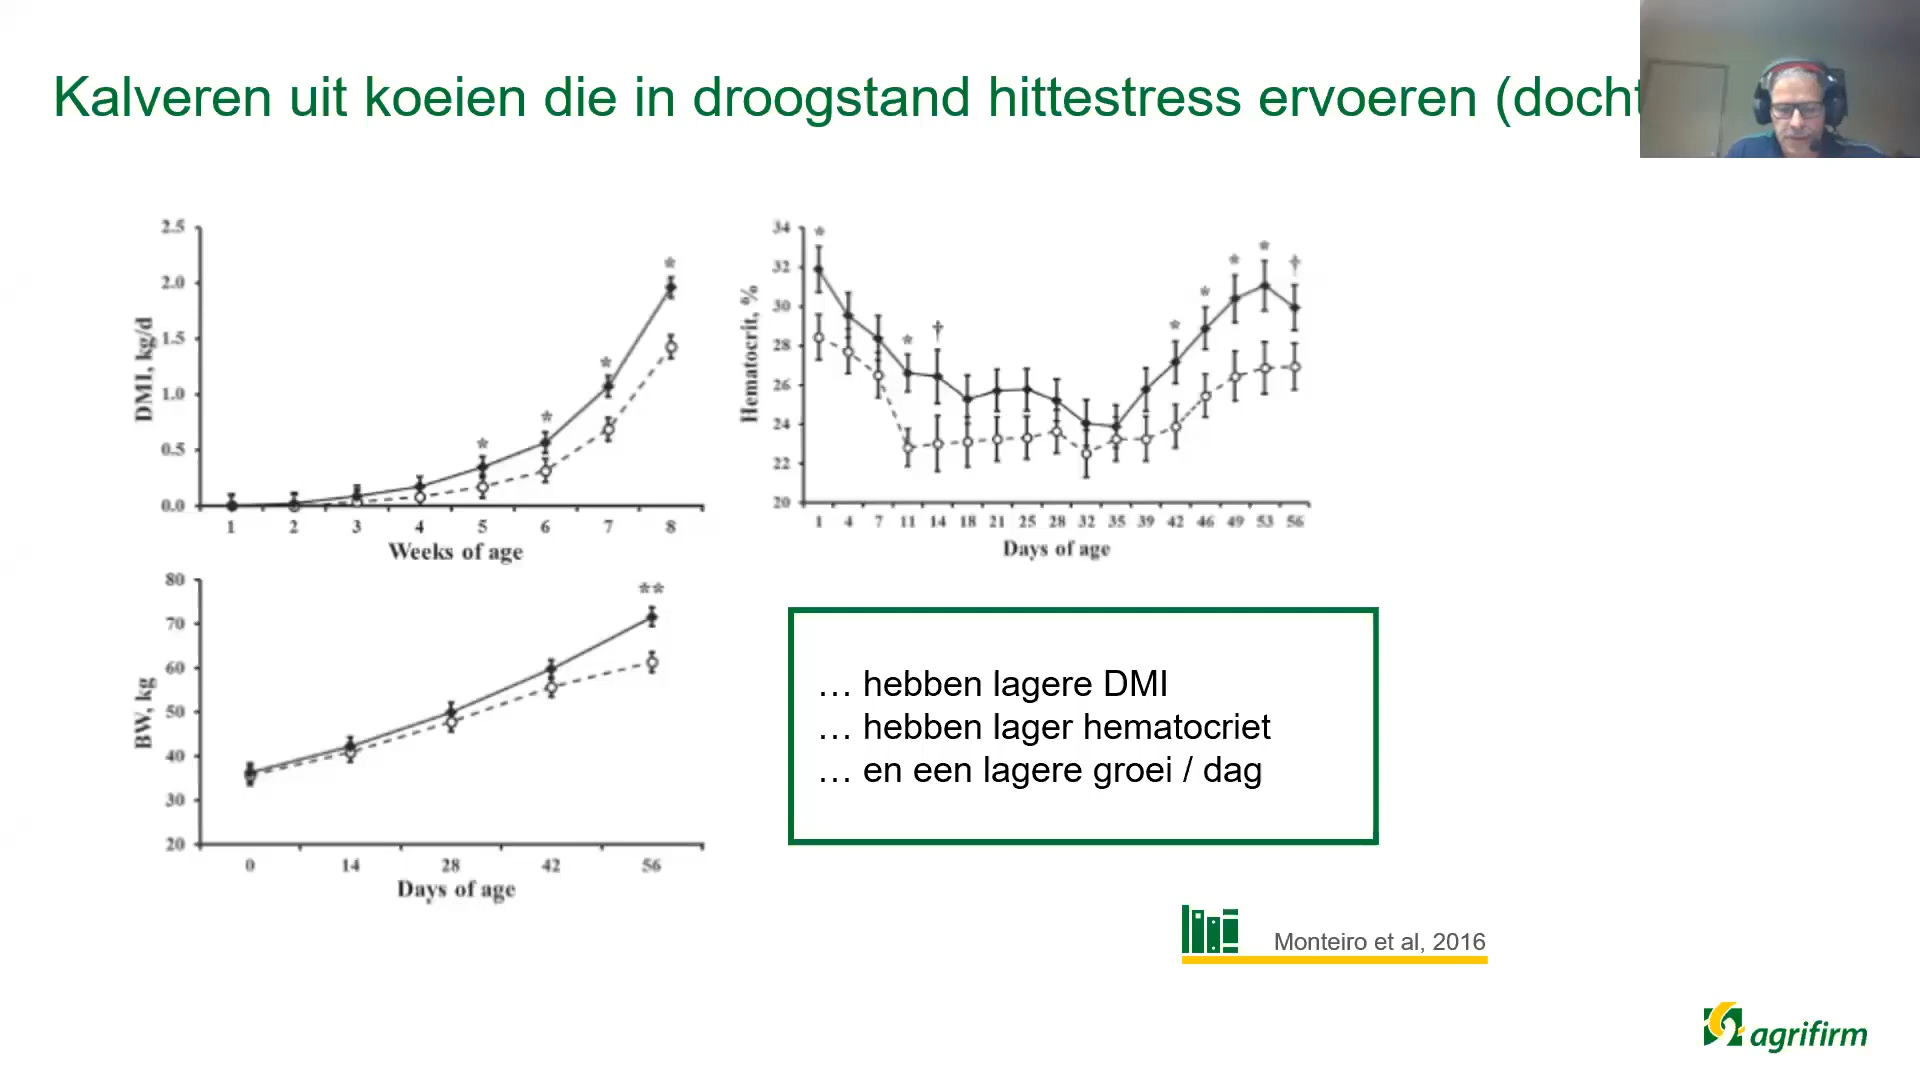 Kalveren uit koeien die in droogstand hittestress ervoeren (docht
2.5
2.0
1.5
1.0
0.5
0.0
DMI, kg/d
1 2 3 4 5 6 7 8
Weeks of age
* * * * 
34
32
30
28
26
24
22
20
Hematocrit, %
* * † * * * * †
1 4 7 11 14 18 21 25 28 32 35 39 42 46 49 53 56
Days of age
80
70
60
50
40
30
20
BW, kg
**
0 14 28 42 56
Days of age
… hebben lagere DMI
… hebben lager hematocriet
… en een lagere groei / dag
Monteiro et al, 2016
agrifirm